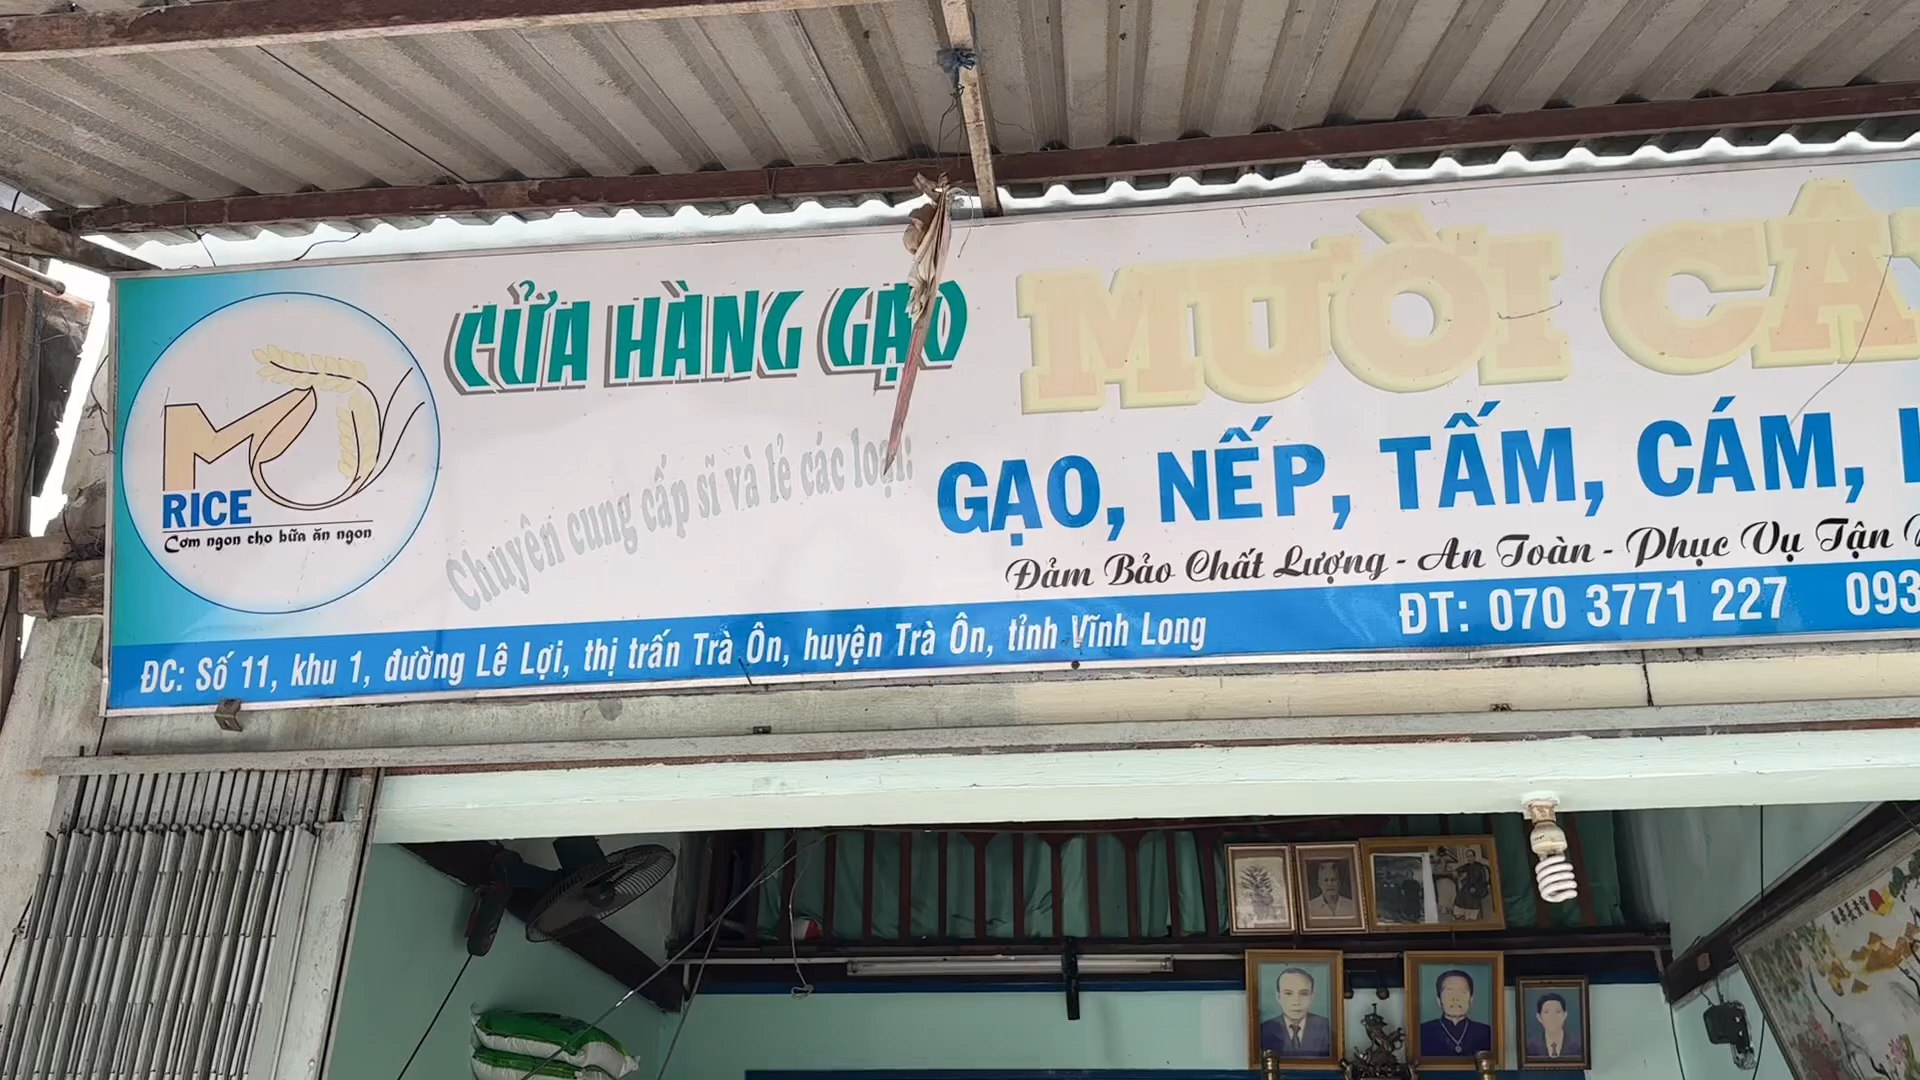 CỬA HÀNG GẠO MƯỜI
RICE
Cơm ngon cho bữa ăn ngon
Chuyên cung cấp sĩ và lẻ các loại:
GẠO, NẾP, TẤM, CÁM,
Đảm Bảo Chất Lượng - An Toàn - Phục Vụ Tận
ĐC: Số 11, khu 1, đường Lê Lợi, thị trấn Trà Ôn, huyện Trà Ôn, tỉnh Vĩnh Long
ĐT: 070 3771 227 093